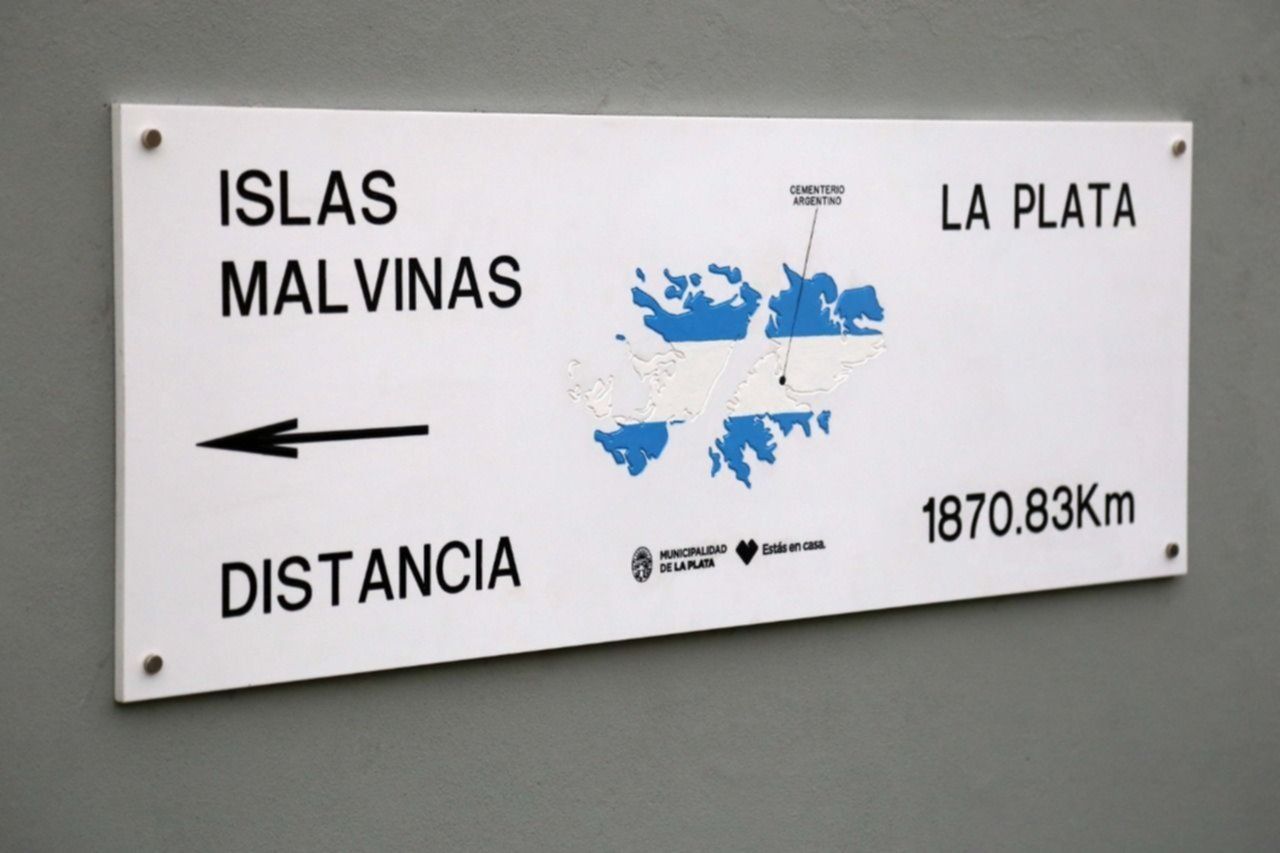 ISLAS
MALVINAS
CEMENTERIO
ARGENTINO
LA PLATA
DISTANCIA
1870.83Km
MUNICIPALIDAD
DE LA PLATA
Estás en casa.